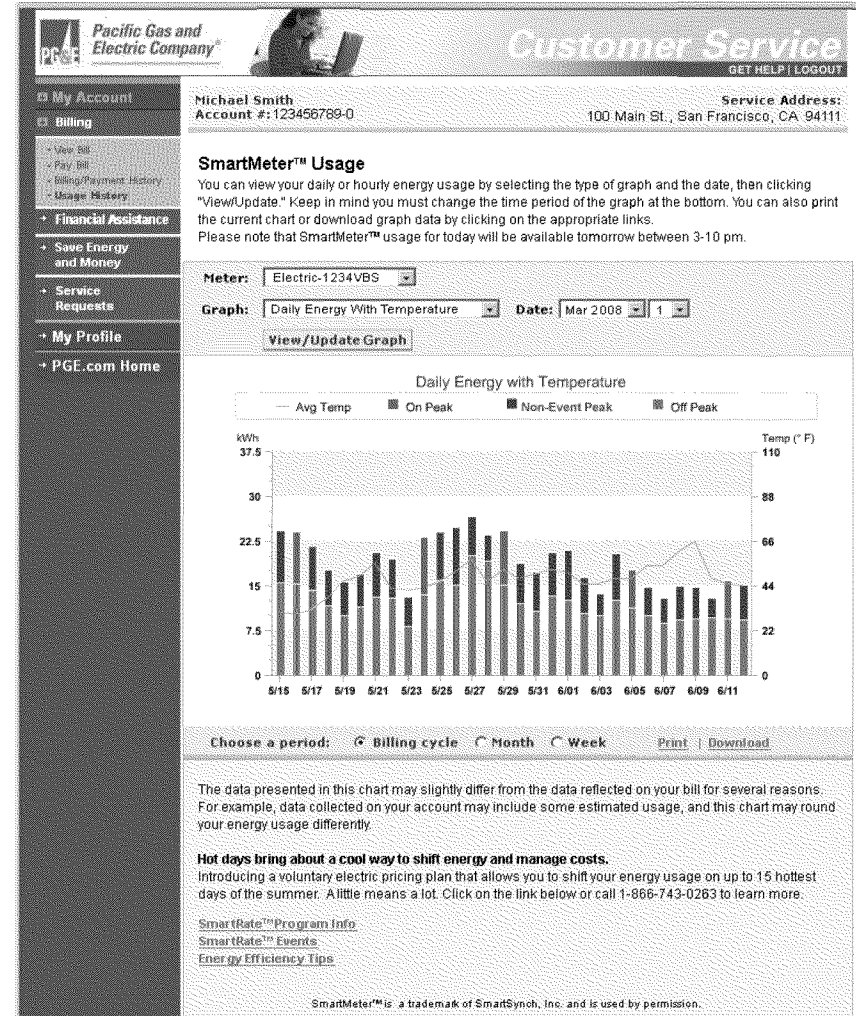 Pacific Gas and
Electric Company®
PG&E
Customer Service
GET HELP | LOGOUT
My Account
Billing
View Bill
Pay Bill
Billing/Payment History
Usage History
Financial Assistance
Save Energy
and Money
Service
Requests
My Profile
PGE.com Home
Michael Smith
Account #:123456789-0
Service Address:
100 Main St., San Francisco, CA 94111
SmartMeter™ Usage
You can view your daily or hourly energy usage by selecting the type of graph and the date, then clicking
"View/Update." Keep in mind you must change the time period of the graph at the bottom. You can also print
the current chart or download graph data by clicking on the appropriate links.
Please note that SmartMeter™ usage for today will be available tomorrow between 3-10 pm.
Meter: Electric-1234VBS
Graph: Daily Energy With Temperature Date: Mar 2008 1
View/Update Graph
Daily Energy with Temperature
Avg Temp On Peak Non-Event Peak Off Peak
kWh Temp (° F)
37.5 110
30 88
22.5 66
15 44
7.5 22
0 0
5/15 5/17 5/19 5/21 5/23 5/25 5/27 5/29 5/31 6/01 6/03 6/05 6/07 6/09 6/11
Choose a period: Billing cycle Month Week Print | Download
The data presented in this chart may slightly differ from the data reflected on your bill for several reasons.
For example, data collected on your account may include some estimated usage, and this chart may round
your energy usage differently.
Hot days bring about a cool way to shift energy and manage costs.
Introducing a voluntary electric pricing plan that allows you to shift your energy usage on up to 15 hottest
days of the summer. A little means a lot. Click on the link below or call 1-866-743-0263 to learn more.
SmartRate™ Program Info
SmartRate™ Events
Energy Efficiency Tips
SmartMeter™ is a trademark of SmartSynch, Inc. and is used by permission.